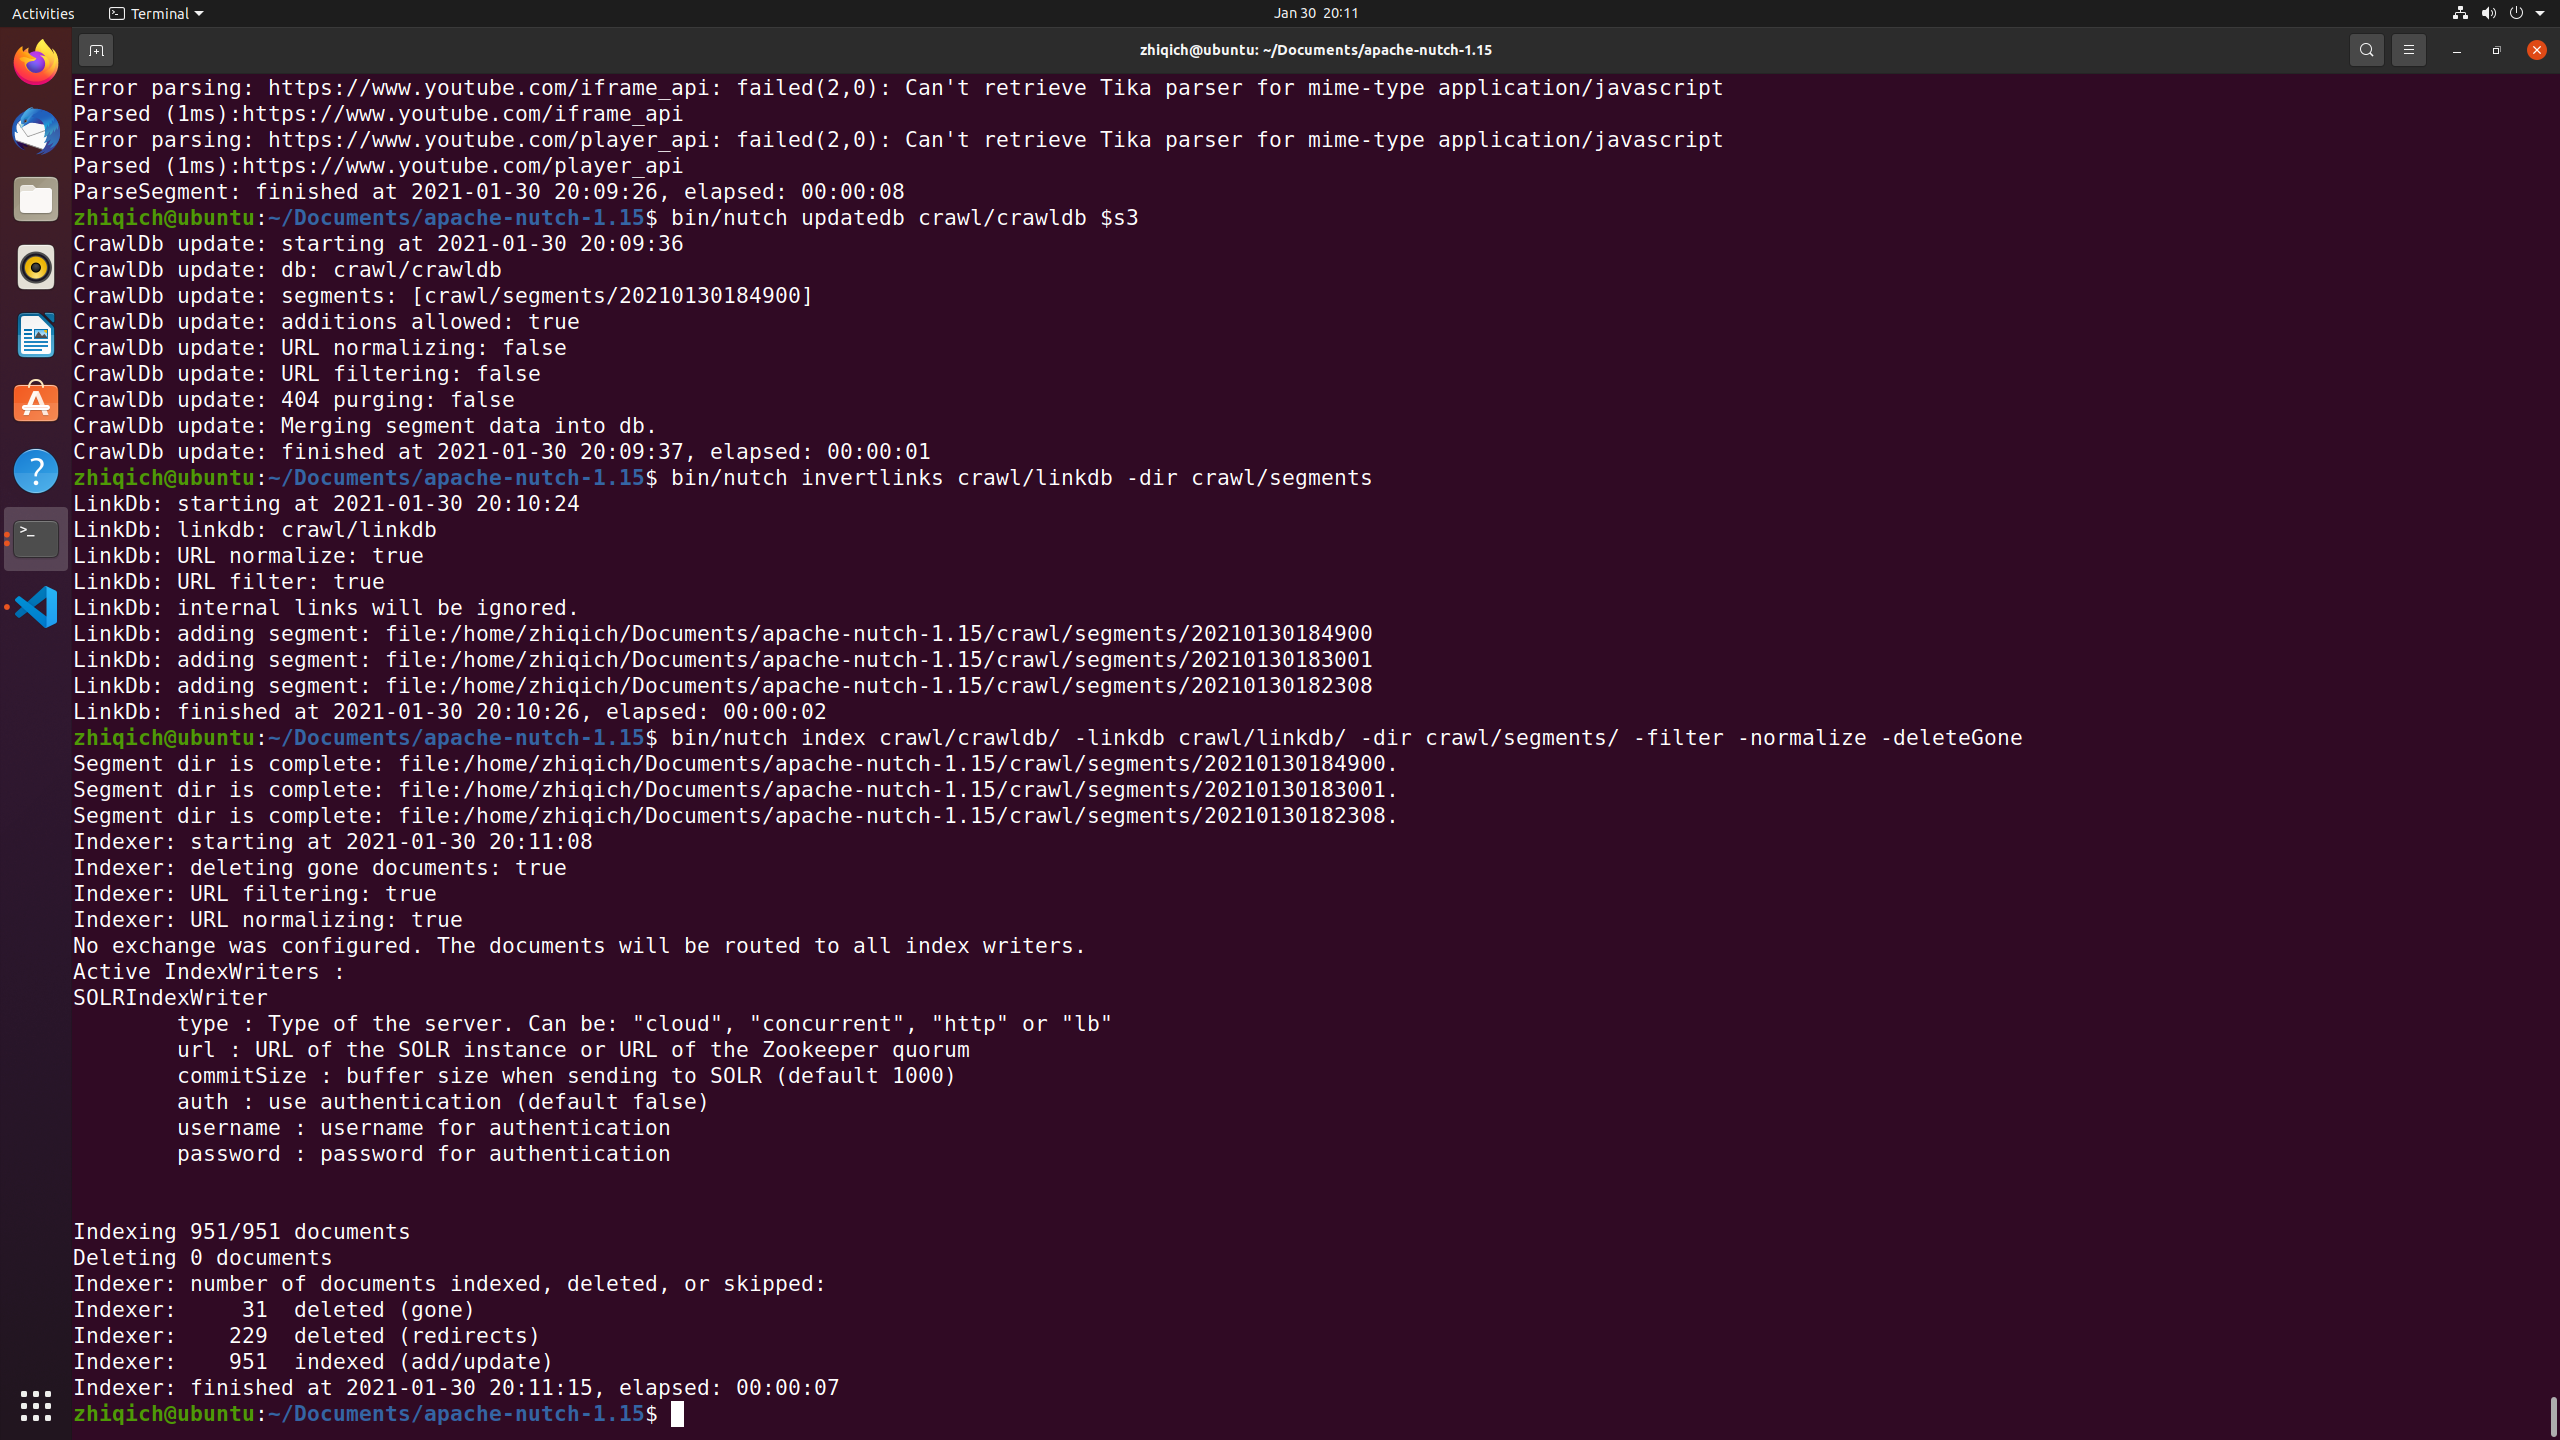 Activities Terminal Jan 30 20:11
zhiqich@ubuntu: ~/Documents/apache-nutch-1.15
Error parsing: https://www.youtube.com/iframe_api: failed(2,0): Can't retrieve Tika parser for mime-type application/javascript
Parsed (1ms):https://www.youtube.com/iframe_api
Error parsing: https://www.youtube.com/player_api: failed(2,0): Can't retrieve Tika parser for mime-type application/javascript
Parsed (1ms):https://www.youtube.com/player_api
ParseSegment: finished at 2021-01-30 20:09:26, elapsed: 00:00:08
zhiqich@ubuntu:~/Documents/apache-nutch-1.15$ bin/nutch updatedb crawl/crawldb $s3
CrawlDb update: starting at 2021-01-30 20:09:36
CrawlDb update: db: crawl/crawldb
CrawlDb update: segments: [crawl/segments/20210130184900]
CrawlDb update: additions allowed: true
CrawlDb update: URL normalizing: false
CrawlDb update: URL filtering: false
CrawlDb update: 404 purging: false
CrawlDb update: Merging segment data into db.
CrawlDb update: finished at 2021-01-30 20:09:37, elapsed: 00:00:01
zhiqich@ubuntu:~/Documents/apache-nutch-1.15$ bin/nutch invertlinks crawl/linkdb -dir crawl/segments
LinkDb: starting at 2021-01-30 20:10:24
LinkDb: linkdb: crawl/linkdb
LinkDb: URL normalize: true
LinkDb: URL filter: true
LinkDb: internal links will be ignored.
LinkDb: adding segment: file:/home/zhiqich/Documents/apache-nutch-1.15/crawl/segments/20210130184900
LinkDb: adding segment: file:/home/zhiqich/Documents/apache-nutch-1.15/crawl/segments/20210130183001
LinkDb: adding segment: file:/home/zhiqich/Documents/apache-nutch-1.15/crawl/segments/20210130182308
LinkDb: finished at 2021-01-30 20:10:26, elapsed: 00:00:02
zhiqich@ubuntu:~/Documents/apache-nutch-1.15$ bin/nutch index crawl/crawldb/ -linkdb crawl/linkdb/ -dir crawl/segments/ -filter -normalize -deleteGone
Segment dir is complete: file:/home/zhiqich/Documents/apache-nutch-1.15/crawl/segments/20210130184900.
Segment dir is complete: file:/home/zhiqich/Documents/apache-nutch-1.15/crawl/segments/20210130183001.
Segment dir is complete: file:/home/zhiqich/Documents/apache-nutch-1.15/crawl/segments/20210130182308.
Indexer: starting at 2021-01-30 20:11:08
Indexer: deleting gone documents: true
Indexer: URL filtering: true
Indexer: URL normalizing: true
No exchange was configured. The documents will be routed to all index writers.
Active IndexWriters :
SOLRIndexWriter
type : Type of the server. Can be: "cloud", "concurrent", "http" or "lb"
url : URL of the SOLR instance or URL of the Zookeeper quorum
commitSize : buffer size when sending to SOLR (default 1000)
auth : use authentication (default false)
username : username for authentication
password : password for authentication
Indexing 951/951 documents
Deleting 0 documents
Indexer: number of documents indexed, deleted, or skipped:
Indexer:     31  deleted (gone)
Indexer:    229  deleted (redirects)
Indexer:    951  indexed (add/update)
Indexer: finished at 2021-01-30 20:11:15, elapsed: 00:00:07
zhiqich@ubuntu:~/Documents/apache-nutch-1.15$